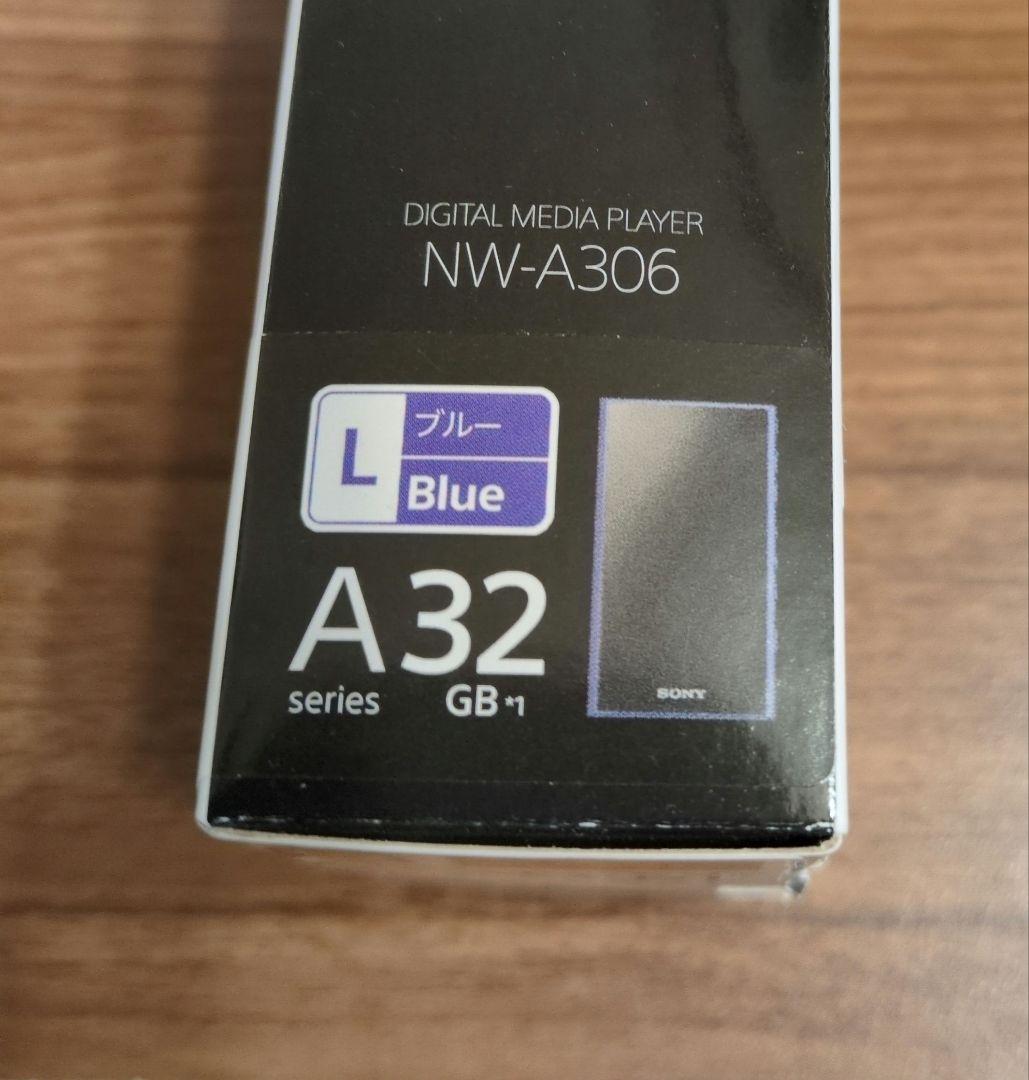 DIGITAL MEDIA PLAYER
NW-A306
L
ブルー
Blue
A 32
series GB *1
SONY